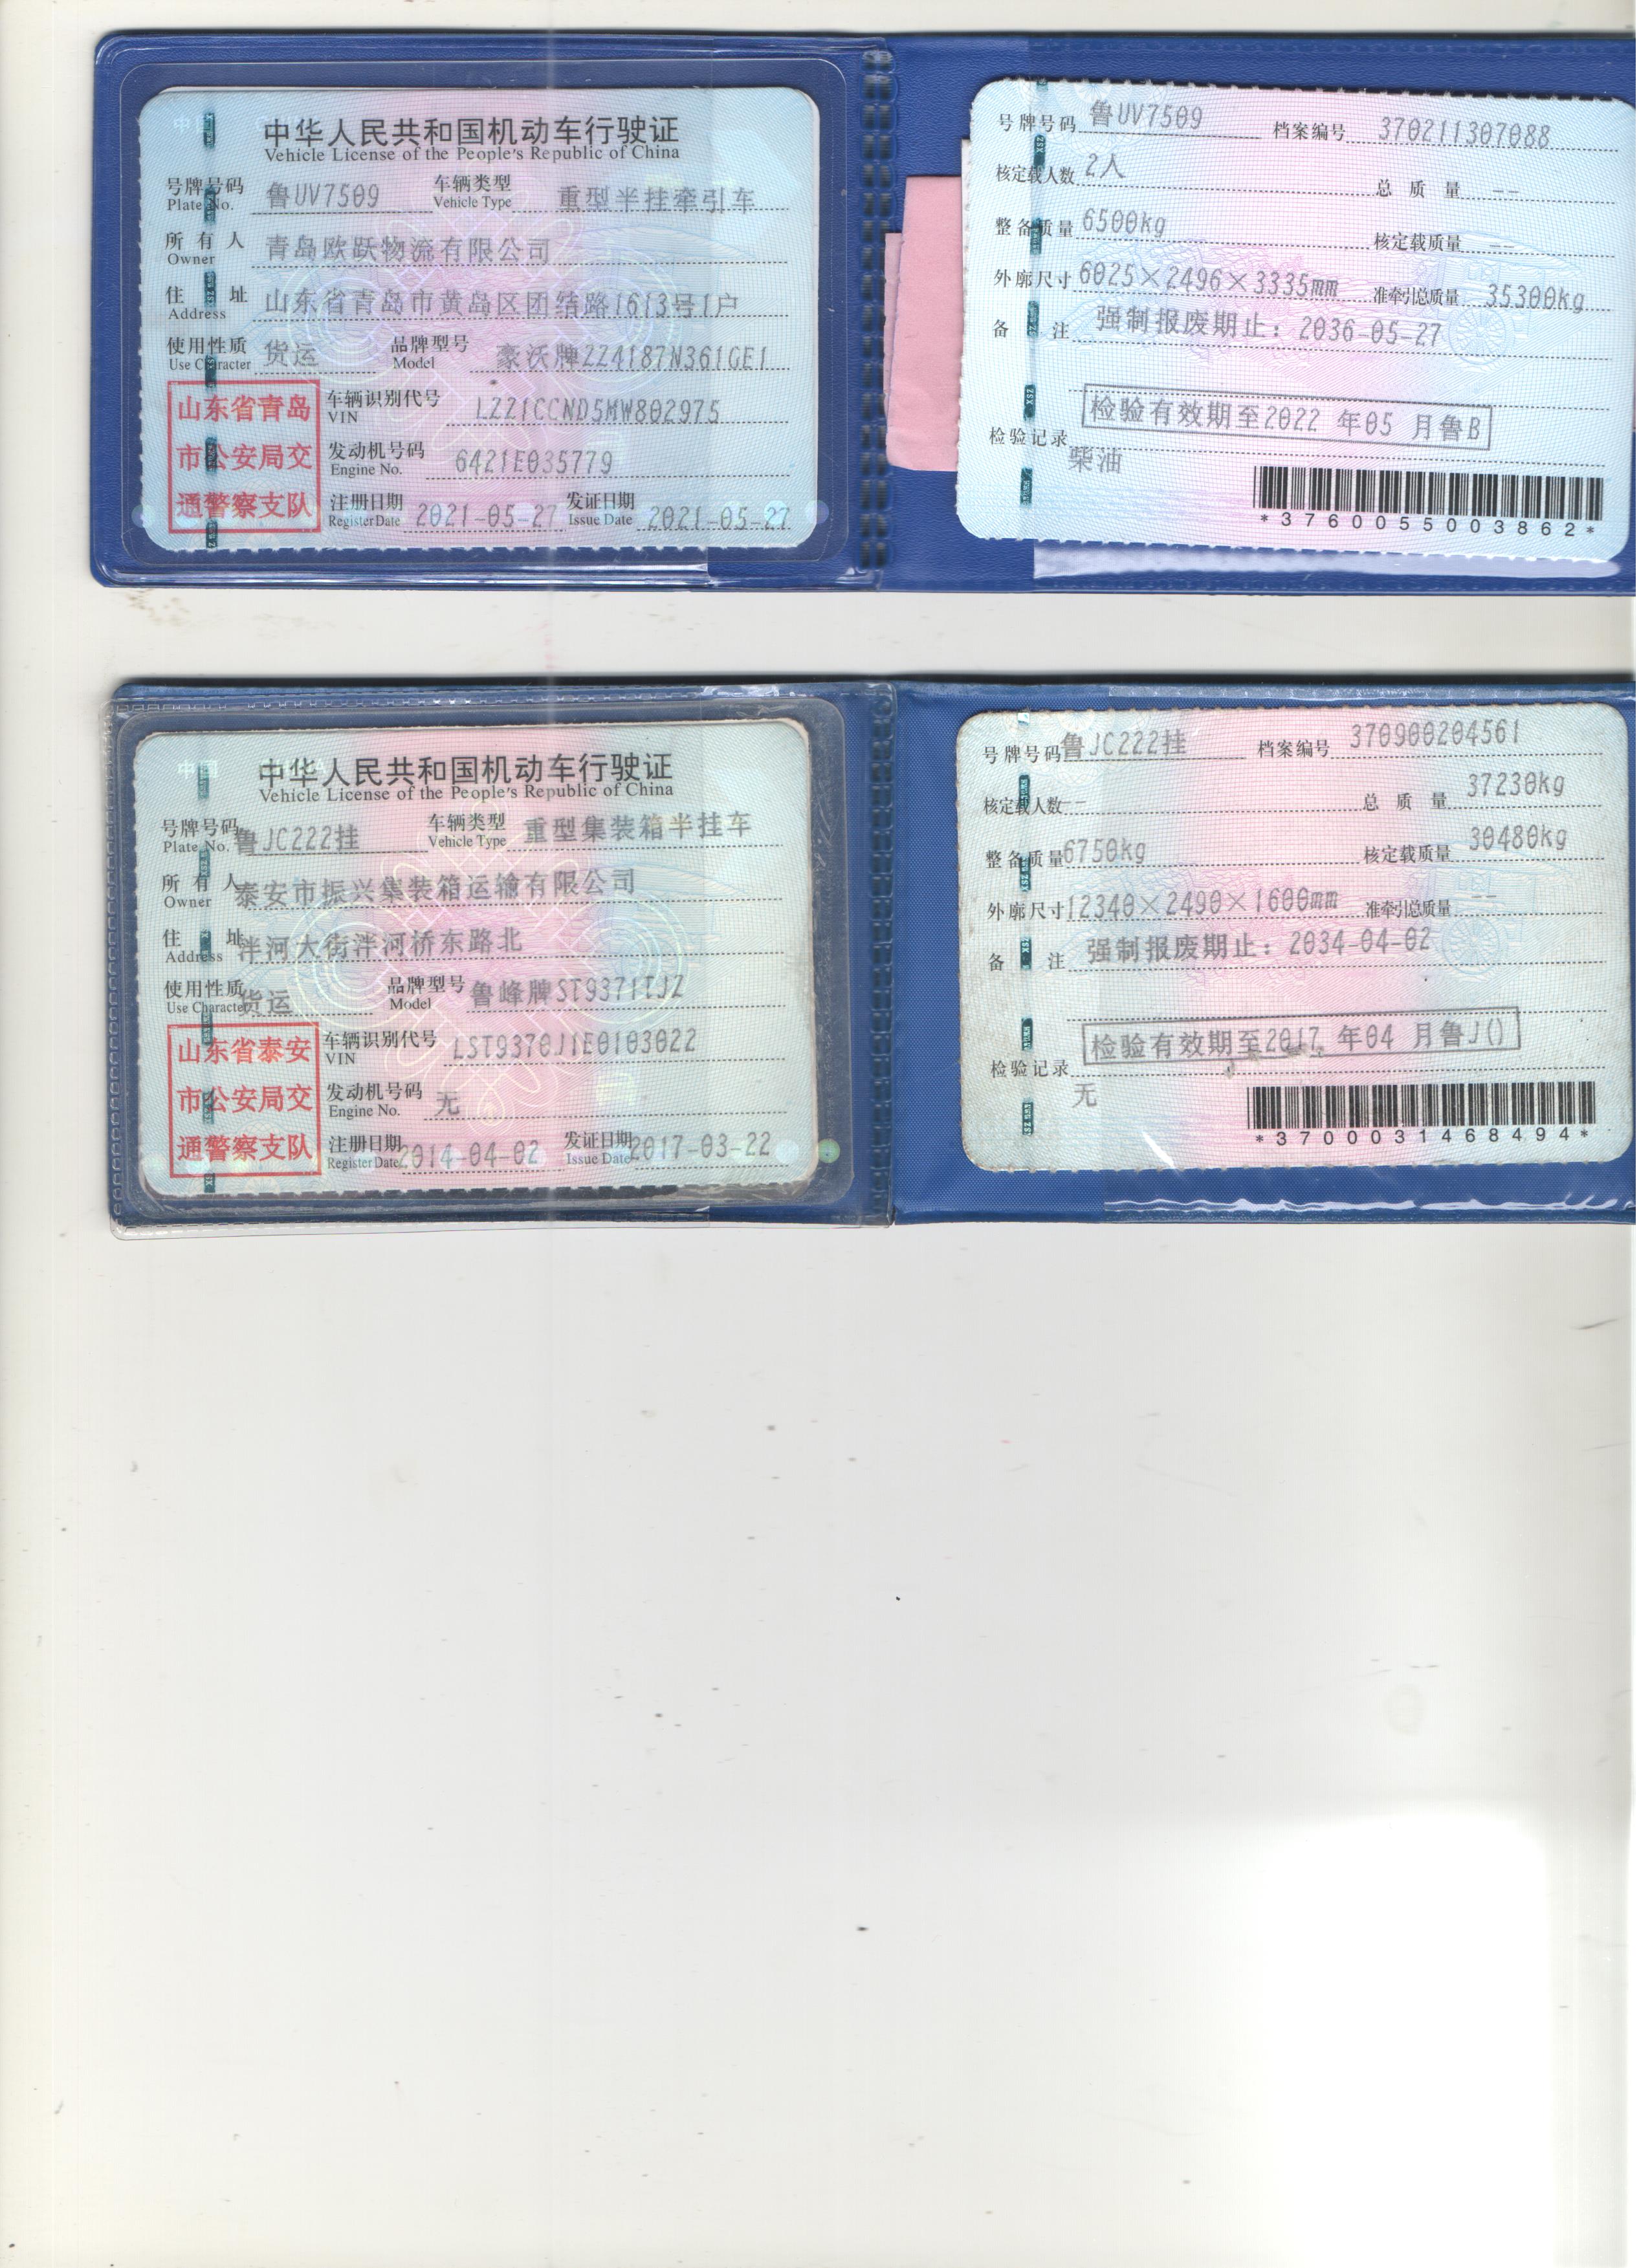 中华人民共和国机动车行驶证
Vehicle License of the People's Republic of China
号牌号码 鲁UV7509 车辆类型 重型半挂牵引车
Plate No. Vehicle Type
所有人 青岛欧跃物流有限公司
Owner
住址 山东省青岛市黄岛区团结路1613号1户
Address
使用性质 货运 品牌型号 豪沃牌ZZ4187N361GE1
Use Character Model
山东省青岛市公安局交通警察支队
车辆识别代号 LZZ1CCND5MW802975
VIN
发动机号码 6421E035779
Engine No.
注册日期 2021-05-27 发证日期 2021-05-27
Register Date Issue Date
号牌号码 鲁UV7509 档案编号 370211307088
核定载人数 2人 总质量 --
整备质量 6500kg 核定载质量 --
外廓尺寸 6025×2496×3335mm 准牵引总质量 35300kg
备注 强制报废期止：2036-05-27
检验有效期至2022 年05 月鲁B
检验记录
柴油
*3760055003862*
中华人民共和国机动车行驶证
Vehicle License of the People's Republic of China
号牌号码 鲁JC222挂 车辆类型 重型集装箱半挂车
Plate No. Vehicle Type
所有人 泰安市振兴集装箱运输有限公司
Owner
住址 泮河大街泮河桥东路北
Address
使用性质 货运 品牌型号 鲁峰牌ST9371TJZ
Use Character Model
山东省泰安市公安局交通警察支队
车辆识别代号 LST9370J1E0103022
VIN
发动机号码 无
Engine No.
注册日期 2014-04-02 发证日期 2017-03-22
Register Date Issue Date
号牌号码 鲁JC222挂 档案编号 370900204561
核定载人数 -- 总质量 37230kg
整备质量 6750kg 核定载质量 30480kg
外廓尺寸 12340×2490×1600mm 准牵引总质量 --
备注 强制报废期止：2034-04-02
检验有效期至2017 年04 月鲁J()
检验记录
无
*3700031468494*